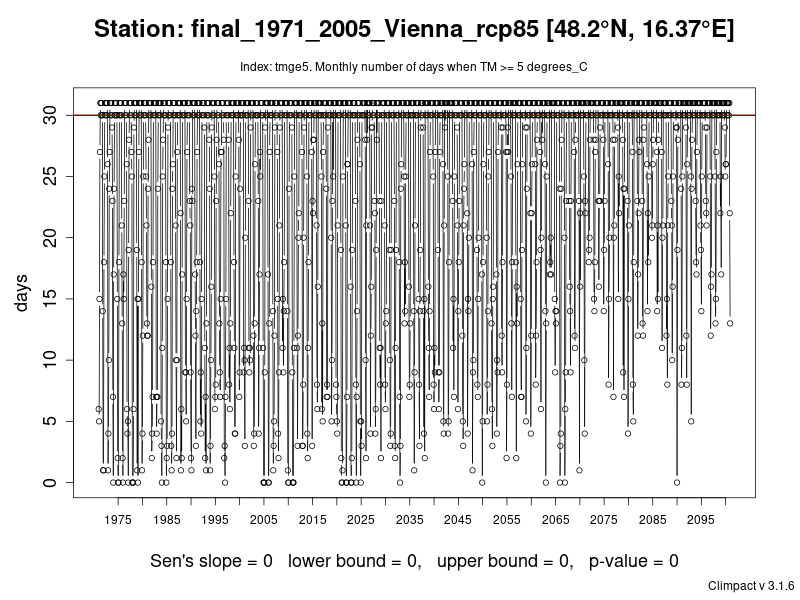 Station: final_1971_2005_Vienna_rcp85 [48.2°N, 16.37°E]
Index: tmge5. Monthly number of days when TM >= 5 degrees_C
30
25
20
15
10
5
0
days
1975 1985 1995 2005 2015 2025 2035 2045 2055 2065 2075 2085 2095
Sen's slope = 0 lower bound = 0, upper bound = 0, p-value = 0
Climpact v 3.1.6